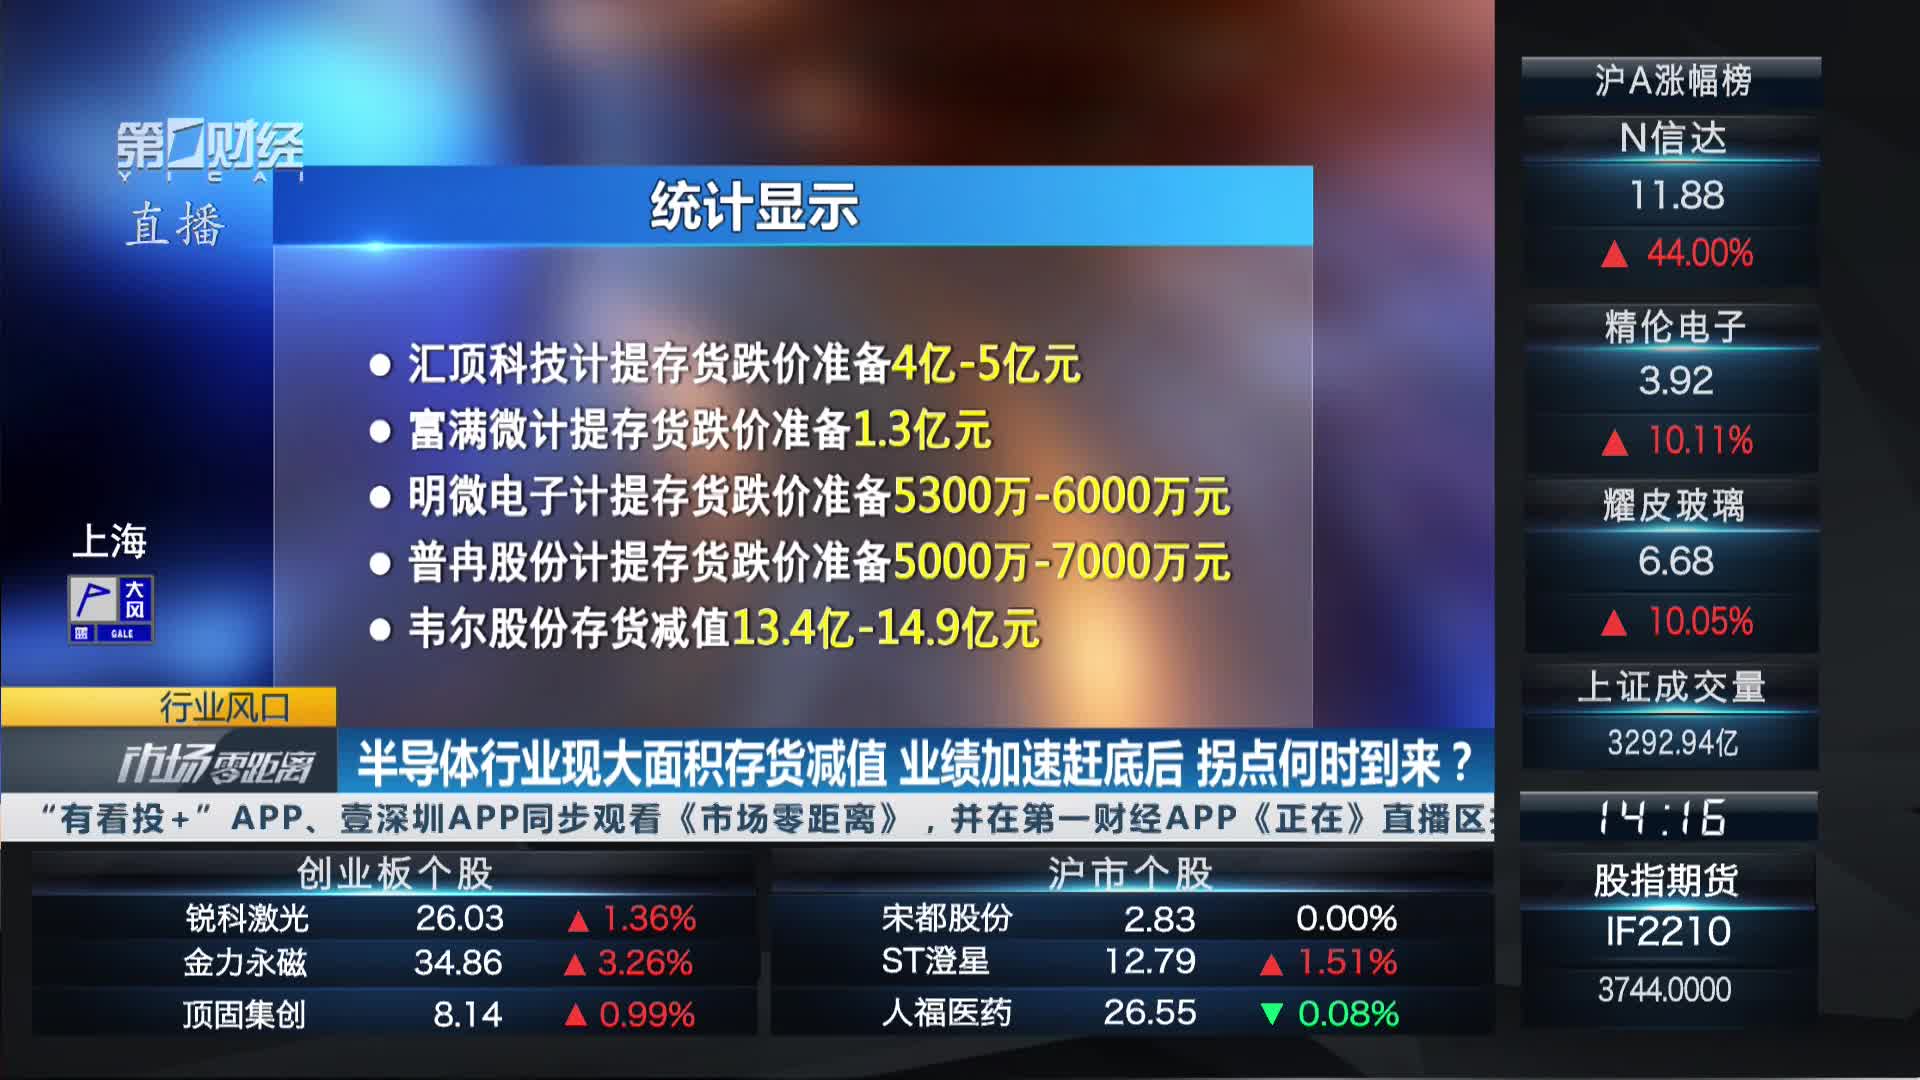 第一财经
YICAI
直播
统计显示
汇顶科技计提存货跌价准备4亿-5亿元
富满微计提存货跌价准备1.3亿元
明微电子计提存货跌价准备5300万-6000万元
普冉股份计提存货跌价准备5000万-7000万元
韦尔股份存货减值13.4亿-14.9亿元
上海
大风
蓝 GALE
行业风口
市场零距离
半导体行业现大面积存货减值 业绩加速赶底后 拐点何时到来？
“有看投+”APP、壹深圳APP同步观看《市场零距离》，并在第一财经APP《正在》直播区
创业板个股
锐科激光 26.03 ▲ 1.36%
金力永磁 34.86 ▲ 3.26%
顶固集创 8.14 ▲ 0.99%
沪市个股
宋都股份 2.83 0.00%
ST澄星 12.79 ▲ 1.51%
人福医药 26.55 ▼ 0.08%
沪A涨幅榜
N信达
11.88
▲ 44.00%
精伦电子
3.92
▲ 10.11%
耀皮玻璃
6.68
▲ 10.05%
上证成交量
3292.94亿
14:16
股指期货
IF2210
3744.0000